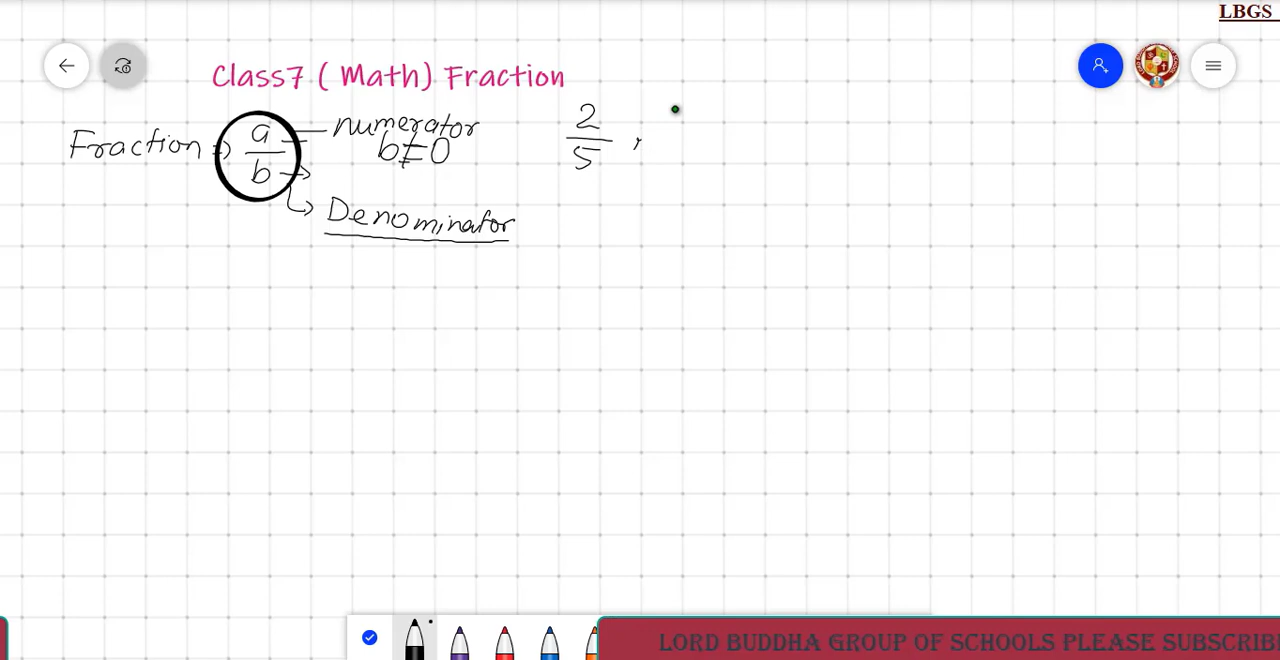 LBGS
Class7 ( Math) Fraction
Fraction → a/b
numerator
b≠0
Denominator
2/5 ,
LORD BUDDHA GROUP OF SCHOOLS PLEASE SUBSCRIB